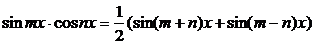 sin mx · cos nx = 1/2 (sin(m + n)x + sin(m − n)x)